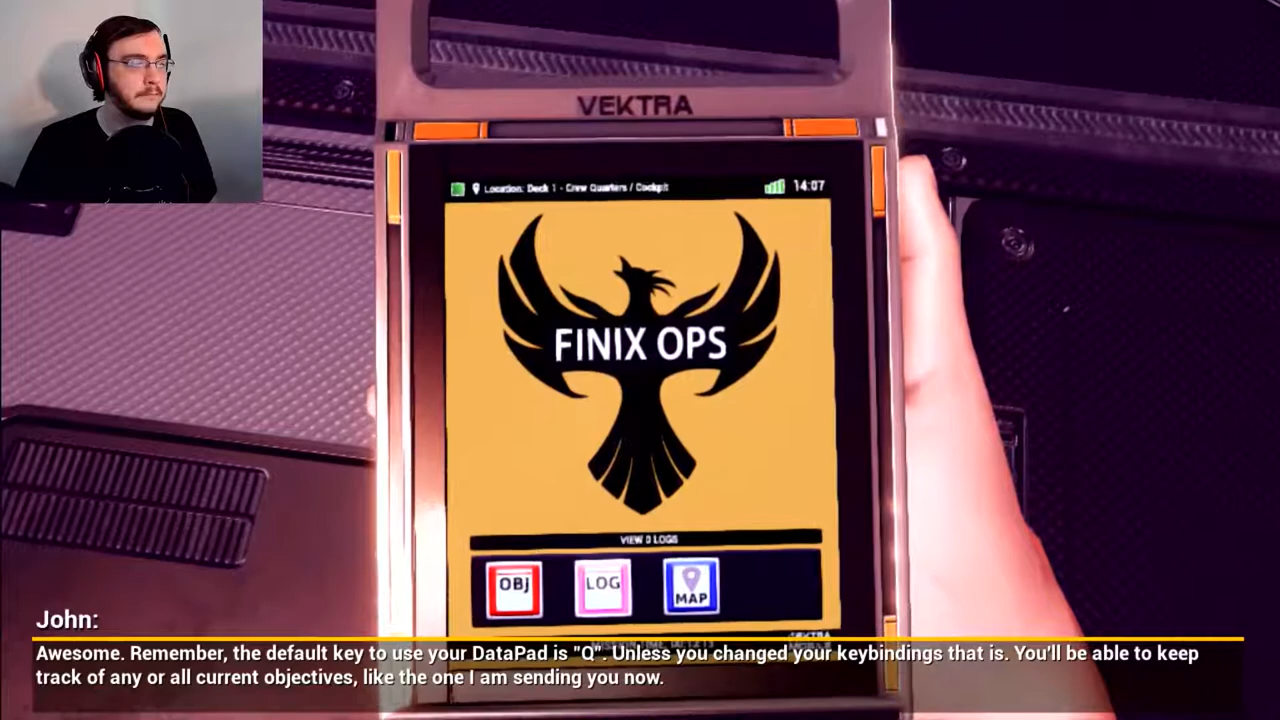 VEKTRA
Location: Deck 1 - Crew Quarters / Cockpit 14:07
FINIX OPS
VIEW 0 LOGS
OBJ LOG MAP
John:
Awesome. Remember, the default key to use your DataPad is "Q". Unless you changed your keybindings that is. You'll be able to keep
track of any or all current objectives, like the one I am sending you now.